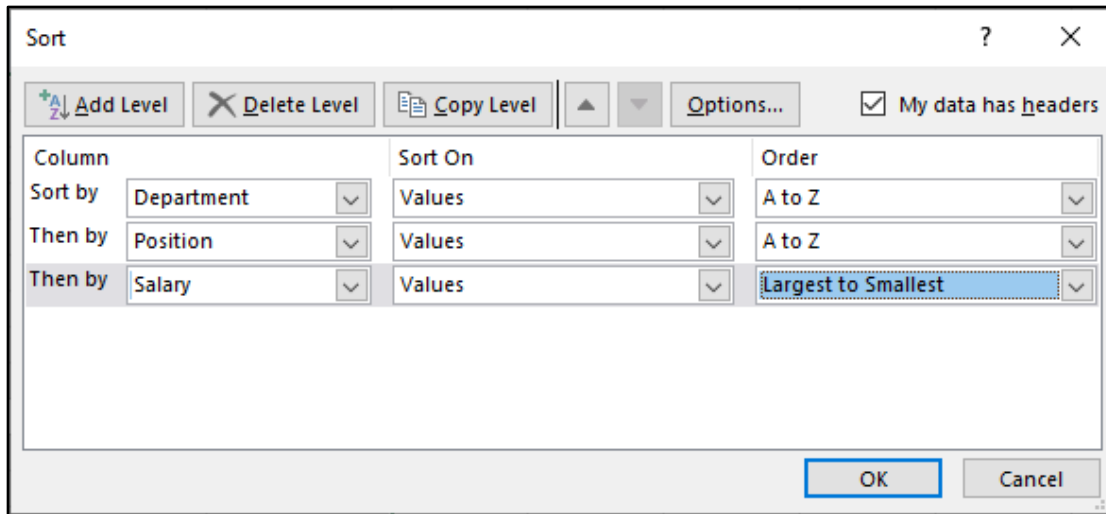 Sort ?
Add Level Delete Level Copy Level Options... My data has headers
Column Sort On Order
Sort by Department Values A to Z
Then by Position Values A to Z
Then by Salary Values Largest to Smallest
OK Cancel